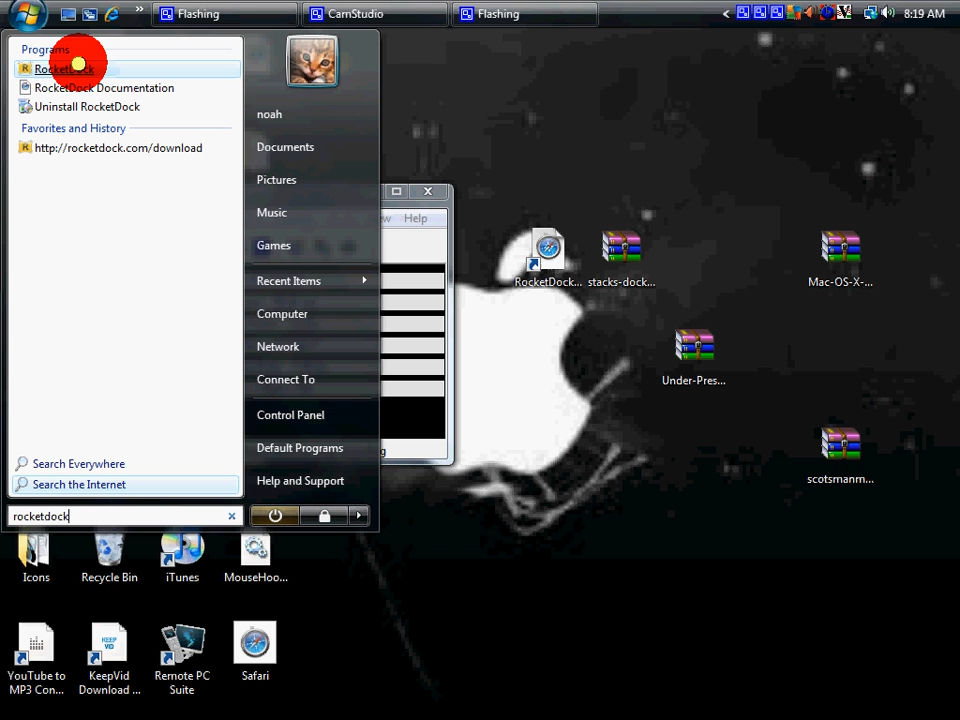 Flashing
CamStudio
Flashing
8:19 AM
Programs
RocketDock
RocketDock Documentation
Uninstall RocketDock
Favorites and History
http://rocketdock.com/download
Search Everywhere
Search the Internet
rocketdock
noah
Documents
Pictures
Music
Games
Recent Items
Computer
Network
Connect To
Control Panel
Default Programs
Help and Support
Help
RocketDock...
stacks-dock...
Mac-OS-X-...
Under-Pres...
scotsmanm...
Icons
Recycle Bin
iTunes
MouseHoo...
YouTube to
MP3 Con...
KEEP
VID
KeepVid
Download ...
Remote PC
Suite
Safari